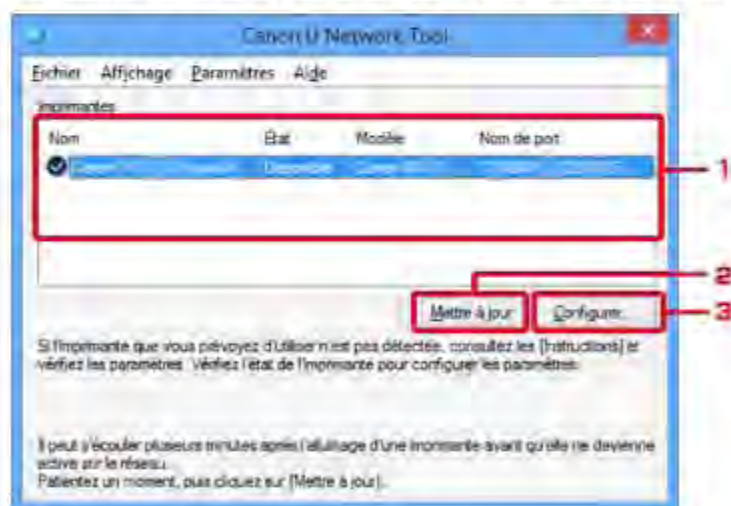 Canon IJ Network Tool
Fichier Affichage Paramètres Aide
Imprimantes
Nom État Modèle Nom de port
1
2
Mettre à jour Configurer...
3
Si l'imprimante que vous prévoyez d'utiliser n'est pas détectée, consultez les [Instructions] et
vérifiez les paramètres. Vérifiez l'état de l'imprimante pour configurer les paramètres.
Il peut s'écouler plusieurs minutes après l'allumage d'une imprimante avant qu'elle ne devienne
active sur le réseau.
Patientez un moment, puis cliquez sur [Mettre à jour].